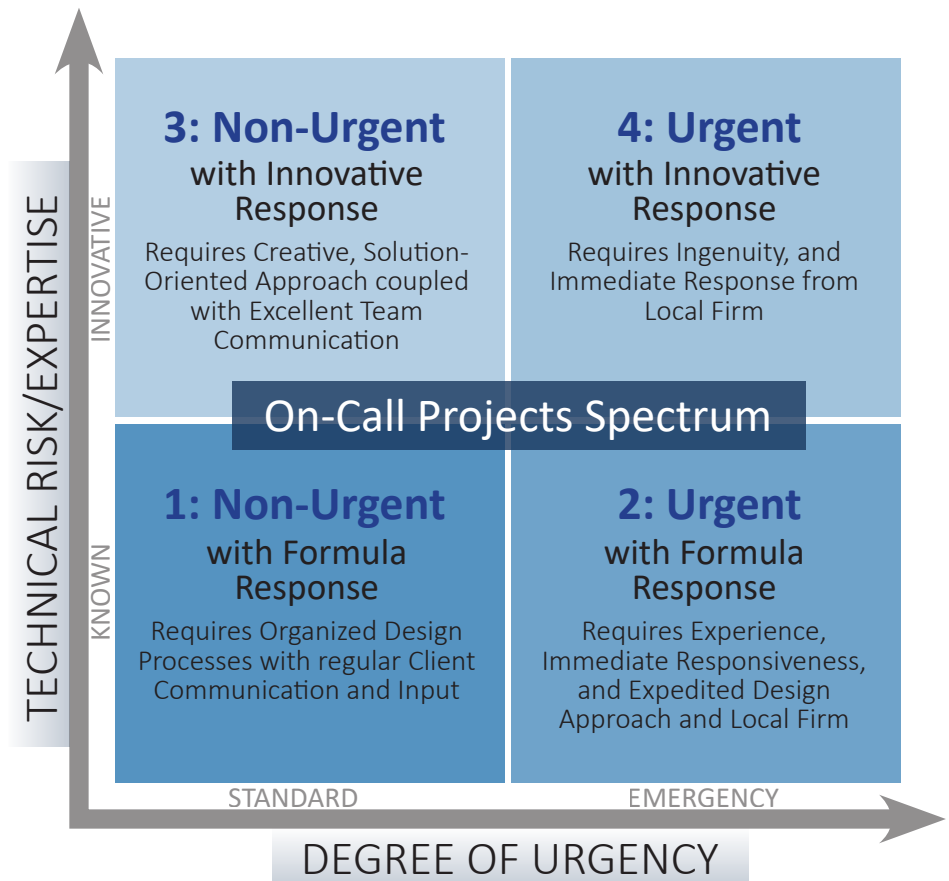 TECHNICAL RISK/EXPERTISE
INNOVATIVE
KNOWN
3: Non-Urgent
with Innovative
Response
Requires Creative, Solution-
Oriented Approach coupled
with Excellent Team
Communication
4: Urgent
with Innovative
Response
Requires Ingenuity, and
Immediate Response from
Local Firm
On-Call Projects Spectrum
1: Non-Urgent
with Formula
Response
Requires Organized Design
Processes with regular Client
Communication and Input
2: Urgent
with Formula
Response
Requires Experience,
Immediate Responsiveness,
and Expedited Design
Approach and Local Firm
STANDARD
EMERGENCY
DEGREE OF URGENCY